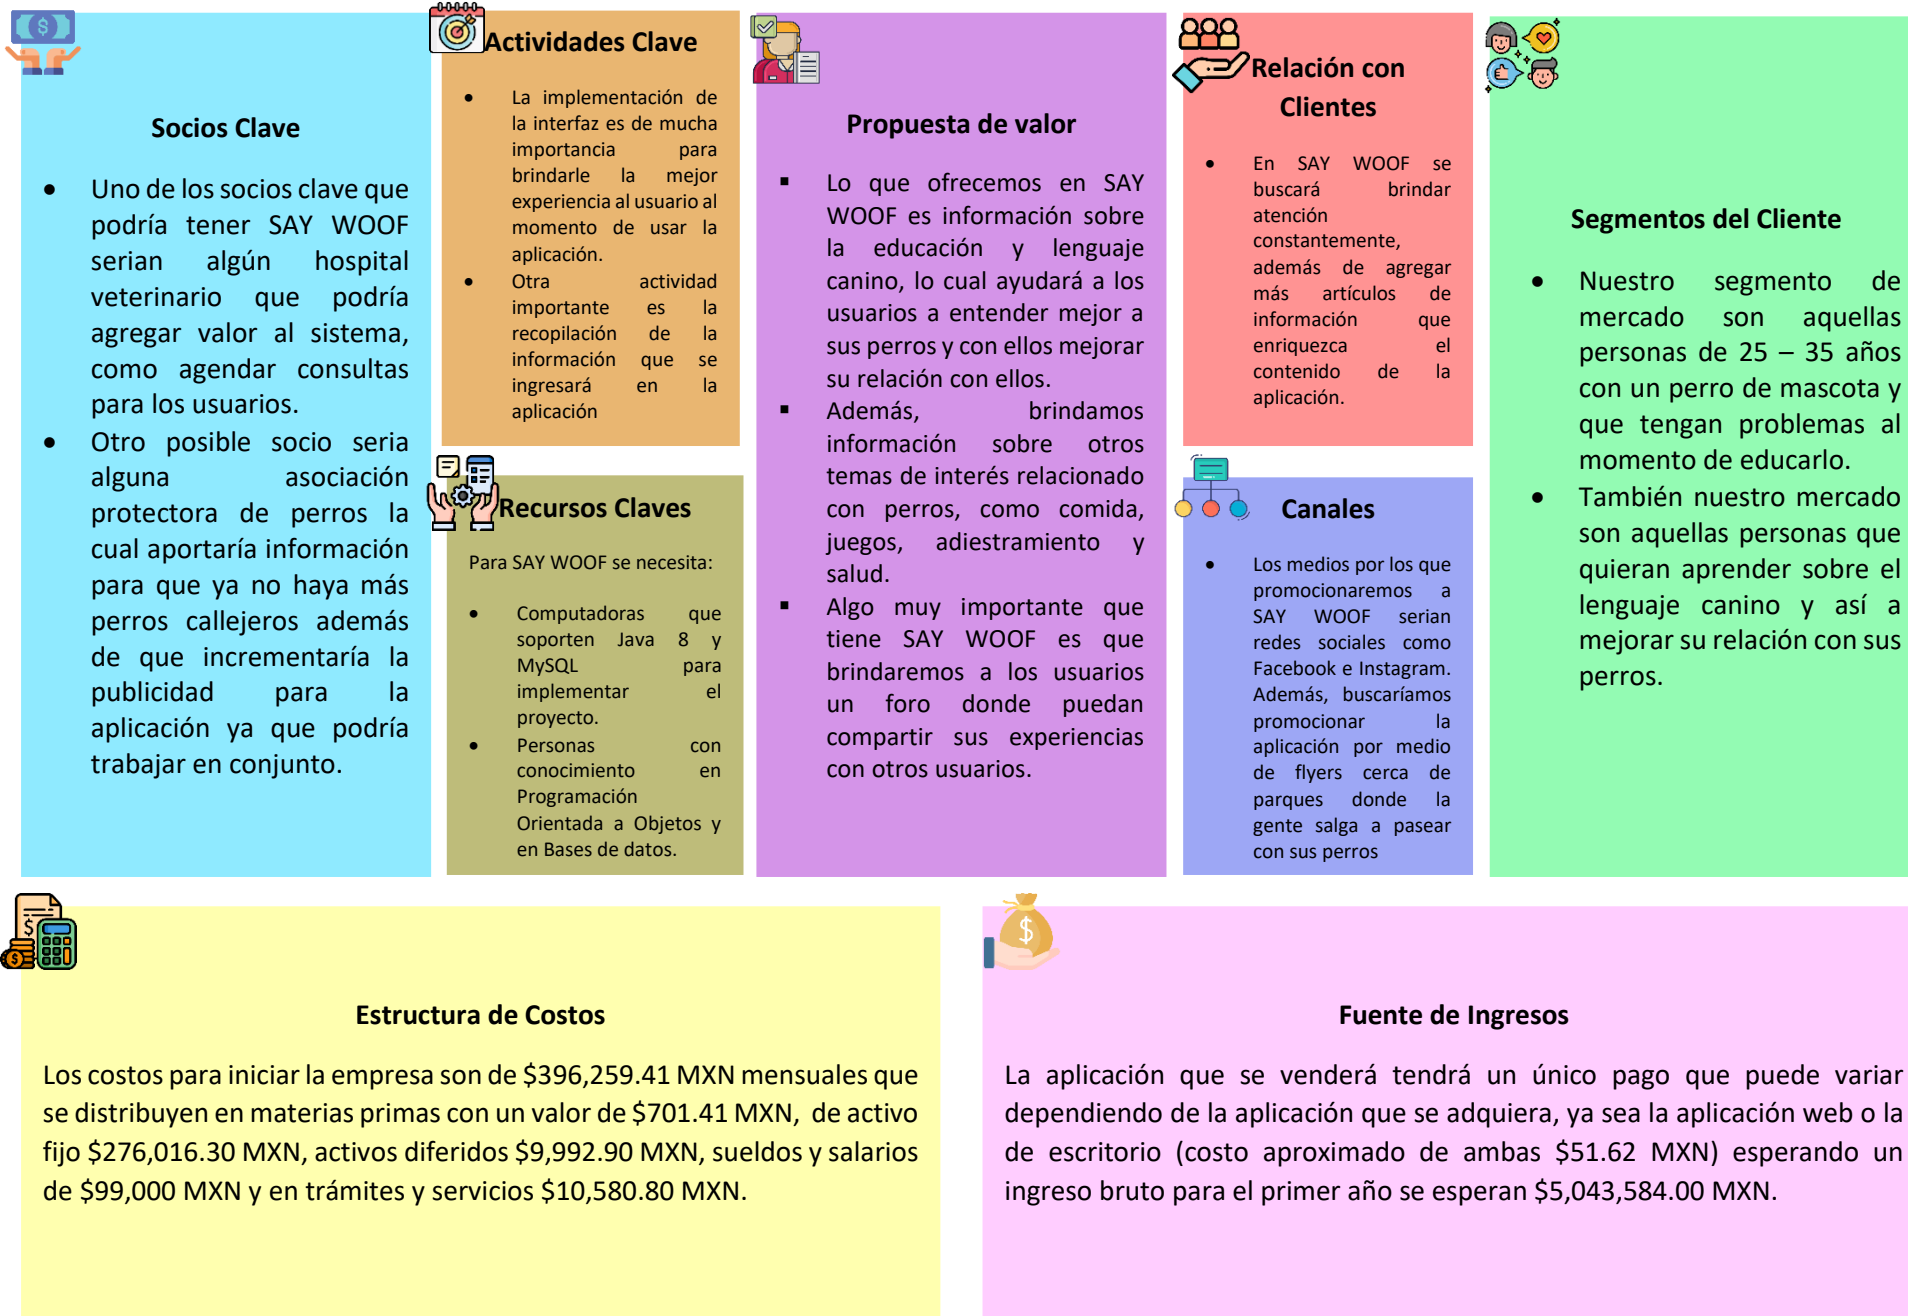 Socios Clave
• Uno de los socios clave que
podría tener SAY WOOF
serian algún hospital
veterinario que podría
agregar valor al sistema,
como agendar consultas
para los usuarios.
• Otro posible socio seria
alguna asociación
protectora de perros la
cual aportaría información
para que ya no haya más
perros callejeros además
de que incrementaría la
publicidad para la
aplicación ya que podría
trabajar en conjunto.
Actividades Clave
• La implementación de
la interfaz es de mucha
importancia para
brindarle la mejor
experiencia al usuario al
momento de usar la
aplicación.
• Otra actividad
importante es la
recopilación de la
información que se
ingresará en la
aplicación
Recursos Claves
Para SAY WOOF se necesita:
• Computadoras que
soporten Java 8 y
MySQL para
implementar el
proyecto.
• Personas con
conocimiento en
Programación
Orientada a Objetos y
en Bases de datos.
Propuesta de valor
▪ Lo que ofrecemos en SAY
WOOF es información sobre
la educación y lenguaje
canino, lo cual ayudará a los
usuarios a entender mejor a
sus perros y con ellos mejorar
su relación con ellos.
▪ Además, brindamos
información sobre otros
temas de interés relacionado
con perros, como comida,
juegos, adiestramiento y
salud.
▪ Algo muy importante que
tiene SAY WOOF es que
brindaremos a los usuarios
un foro donde puedan
compartir sus experiencias
con otros usuarios.
Relación con
Clientes
• En SAY WOOF se
buscará brindar
atención
constantemente,
además de agregar
más artículos de
información que
enriquezca el
contenido de la
aplicación.
Canales
• Los medios por los que
promocionaremos a
SAY WOOF serian
redes sociales como
Facebook e Instagram.
Además, buscaríamos
promocionar la
aplicación por medio
de flyers cerca de
parques donde la
gente salga a pasear
con sus perros
Segmentos del Cliente
• Nuestro segmento de
mercado son aquellas
personas de 25 – 35 años
con un perro de mascota y
que tengan problemas al
momento de educarlo.
• También nuestro mercado
son aquellas personas que
quieran aprender sobre el
lenguaje canino y así a
mejorar su relación con sus
perros.
Estructura de Costos
Los costos para iniciar la empresa son de $396,259.41 MXN mensuales que
se distribuyen en materias primas con un valor de $701.41 MXN, de activo
fijo $276,016.30 MXN, activos diferidos $9,992.90 MXN, sueldos y salarios
de $99,000 MXN y en trámites y servicios $10,580.80 MXN.
Fuente de Ingresos
La aplicación que se venderá tendrá un único pago que puede variar
dependiendo de la aplicación que se adquiera, ya sea la aplicación web o la
de escritorio (costo aproximado de ambas $51.62 MXN) esperando un
ingreso bruto para el primer año se esperan $5,043,584.00 MXN.